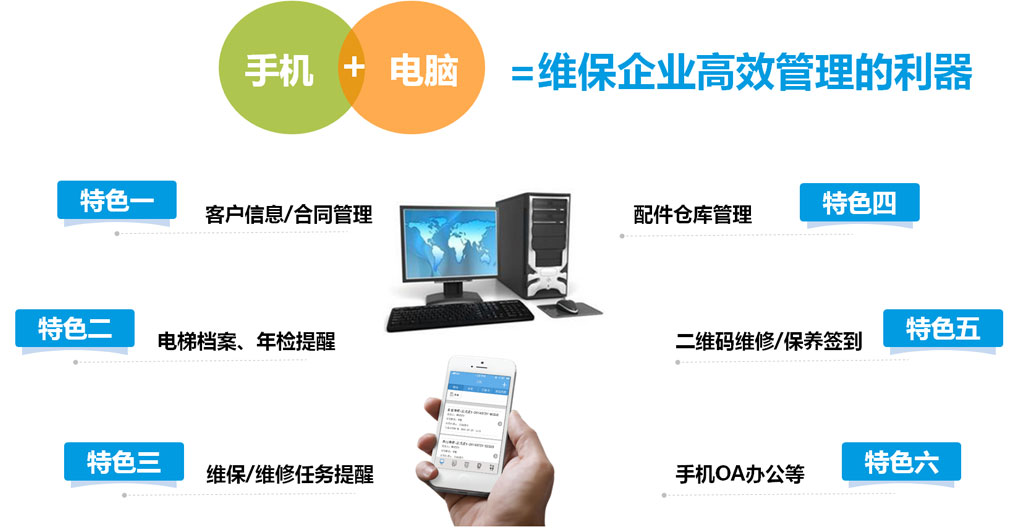 手机 + 电脑 =维保企业高效管理的利器
特色一 客户信息/合同管理
配件仓库管理 特色四
特色二 电梯档案、年检提醒
二维码维修/保养签到 特色五
特色三 维保/维修任务提醒
手机OA办公等 特色六